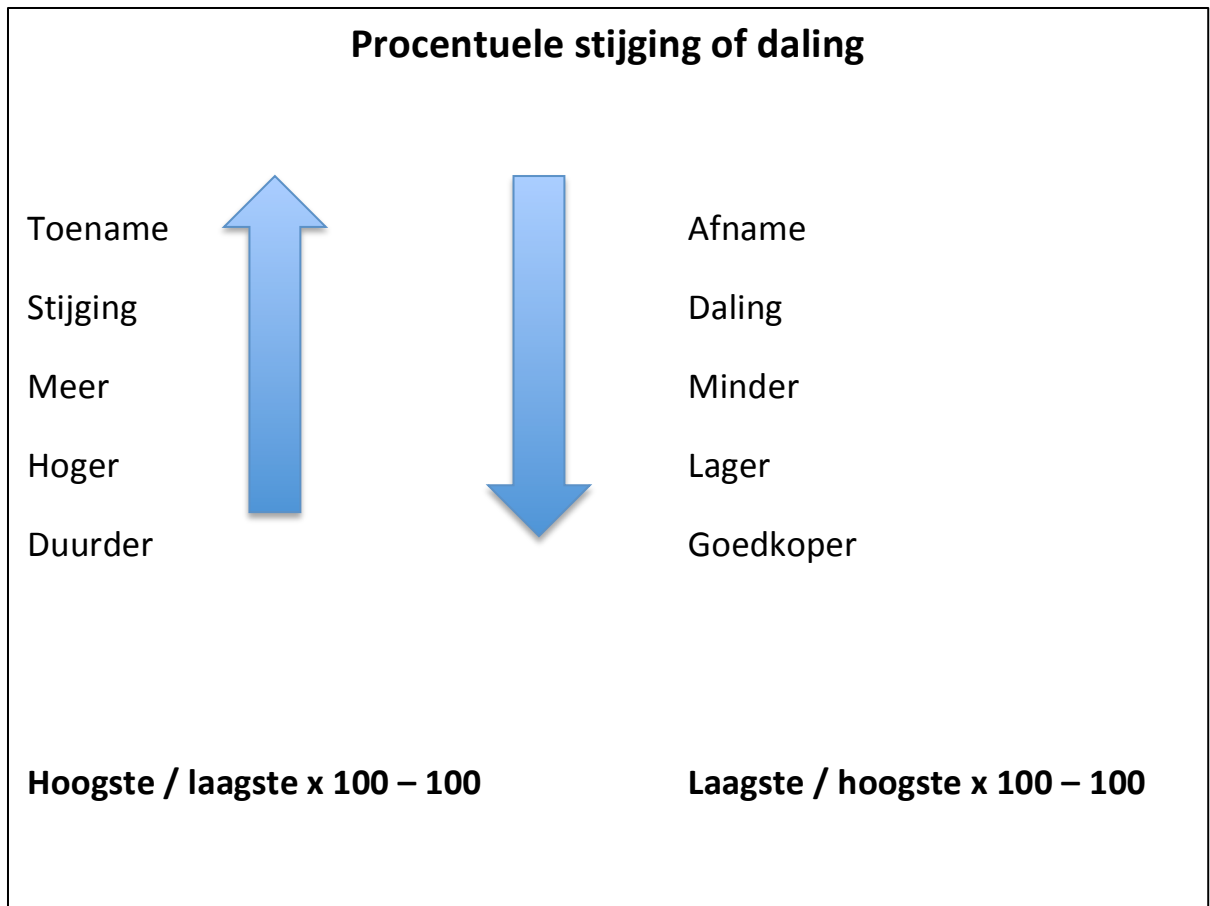 Procentuele stijging of daling
Toename
Stijging
Meer
Hoger
Duurder
Hoogste / laagste x 100 – 100
Afname
Daling
Minder
Lager
Goedkoper
Laagste / hoogste x 100 – 100